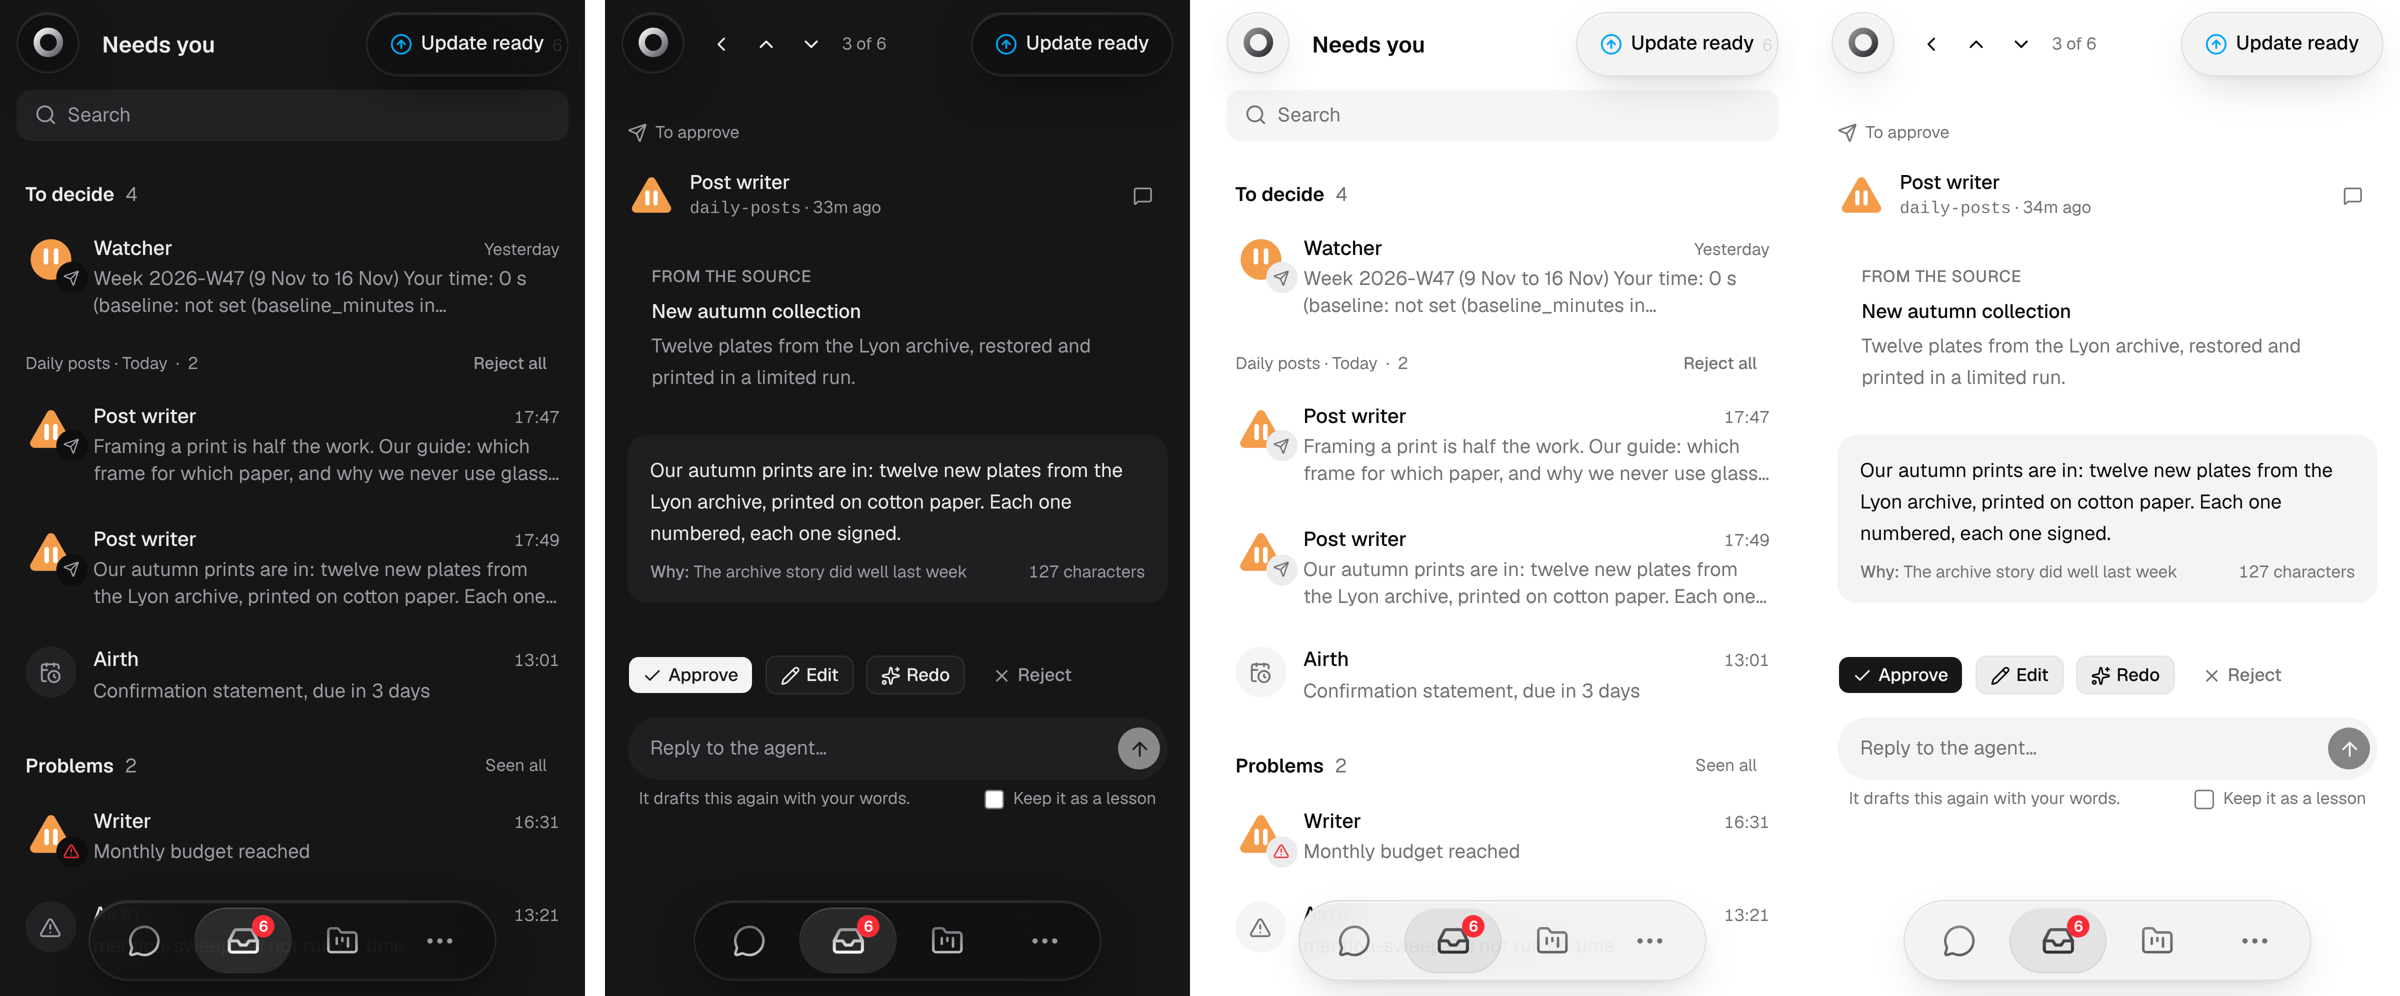 Needs you
Update ready
6
Search
To decide 4
Watcher
Yesterday
Week 2026-W47 (9 Nov to 16 Nov) Your time: 0 s
(baseline: not set (baseline_minutes in...
Daily posts · Today · 2
Reject all
Post writer
17:47
Framing a print is half the work. Our guide: which
frame for which paper, and why we never use glass...
Post writer
17:49
Our autumn prints are in: twelve new plates from
the Lyon archive, printed on cotton paper. Each one...
Airth
13:01
Confirmation statement, due in 3 days
Problems 2
Seen all
Writer
16:31
Monthly budget reached
Airth
13:21
mention-sweep not run time
6
3 of 6
Update ready
To approve
Post writer
daily-posts · 33m ago
FROM THE SOURCE
New autumn collection
Twelve plates from the Lyon archive, restored and
printed in a limited run.
Our autumn prints are in: twelve new plates from the
Lyon archive, printed on cotton paper. Each one
numbered, each one signed.
Why: The archive story did well last week
127 characters
Approve
Edit
Redo
Reject
Reply to the agent...
It drafts this again with your words.
Keep it as a lesson
6
Needs you
Update ready
6
Search
To decide 4
Watcher
Yesterday
Week 2026-W47 (9 Nov to 16 Nov) Your time: 0 s
(baseline: not set (baseline_minutes in...
Daily posts · Today · 2
Reject all
Post writer
17:47
Framing a print is half the work. Our guide: which
frame for which paper, and why we never use glass...
Post writer
17:49
Our autumn prints are in: twelve new plates from
the Lyon archive, printed on cotton paper. Each one...
Airth
13:01
Confirmation statement, due in 3 days
Problems 2
Seen all
Writer
16:31
Monthly budget reached
Airth
13:21
mention-sweep not run time
6
3 of 6
Update ready
To approve
Post writer
daily-posts · 34m ago
FROM THE SOURCE
New autumn collection
Twelve plates from the Lyon archive, restored and
printed in a limited run.
Our autumn prints are in: twelve new plates from the
Lyon archive, printed on cotton paper. Each one
numbered, each one signed.
Why: The archive story did well last week
127 characters
Approve
Edit
Redo
Reject
Reply to the agent...
It drafts this again with your words.
Keep it as a lesson
6